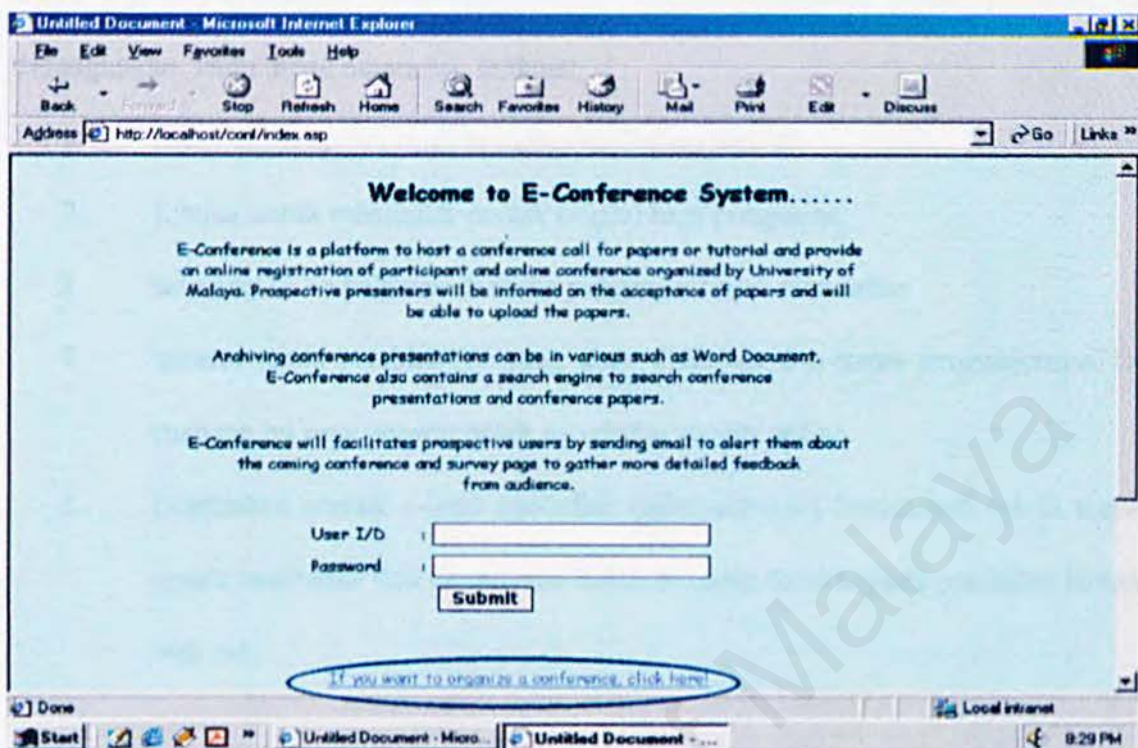 Untitled Document - Microsoft Internet Explorer
File Edit View Favorites Tools Help
Back Forward Stop Refresh Home Search Favorites History Mail Print Edit Discuss
Address http://localhost/conf/index.asp Go Links »
Welcome to E-Conference System......
E-Conference is a platform to host a conference call for papers or tutorial and provide
an online registration of participant and online conference organized by University of
Malaya. Prospective presenters will be informed on the acceptance of papers and will
be able to upload the papers.
Archiving conference presentations can be in various such as Word Document.
E-Conference also contains a search engine to search conference
presentations and conference papers.
E-Conference will facilitates prospective users by sending email to alert them about
the coming conference and survey page to gather more detailed feedback
from audience.
User I/D :
Password :
Submit
If you want to organize a conference, click here!
Malaya
Done Local intranet
Start » Untitled Document - Micro... Untitled Document - ... 8:29 PM